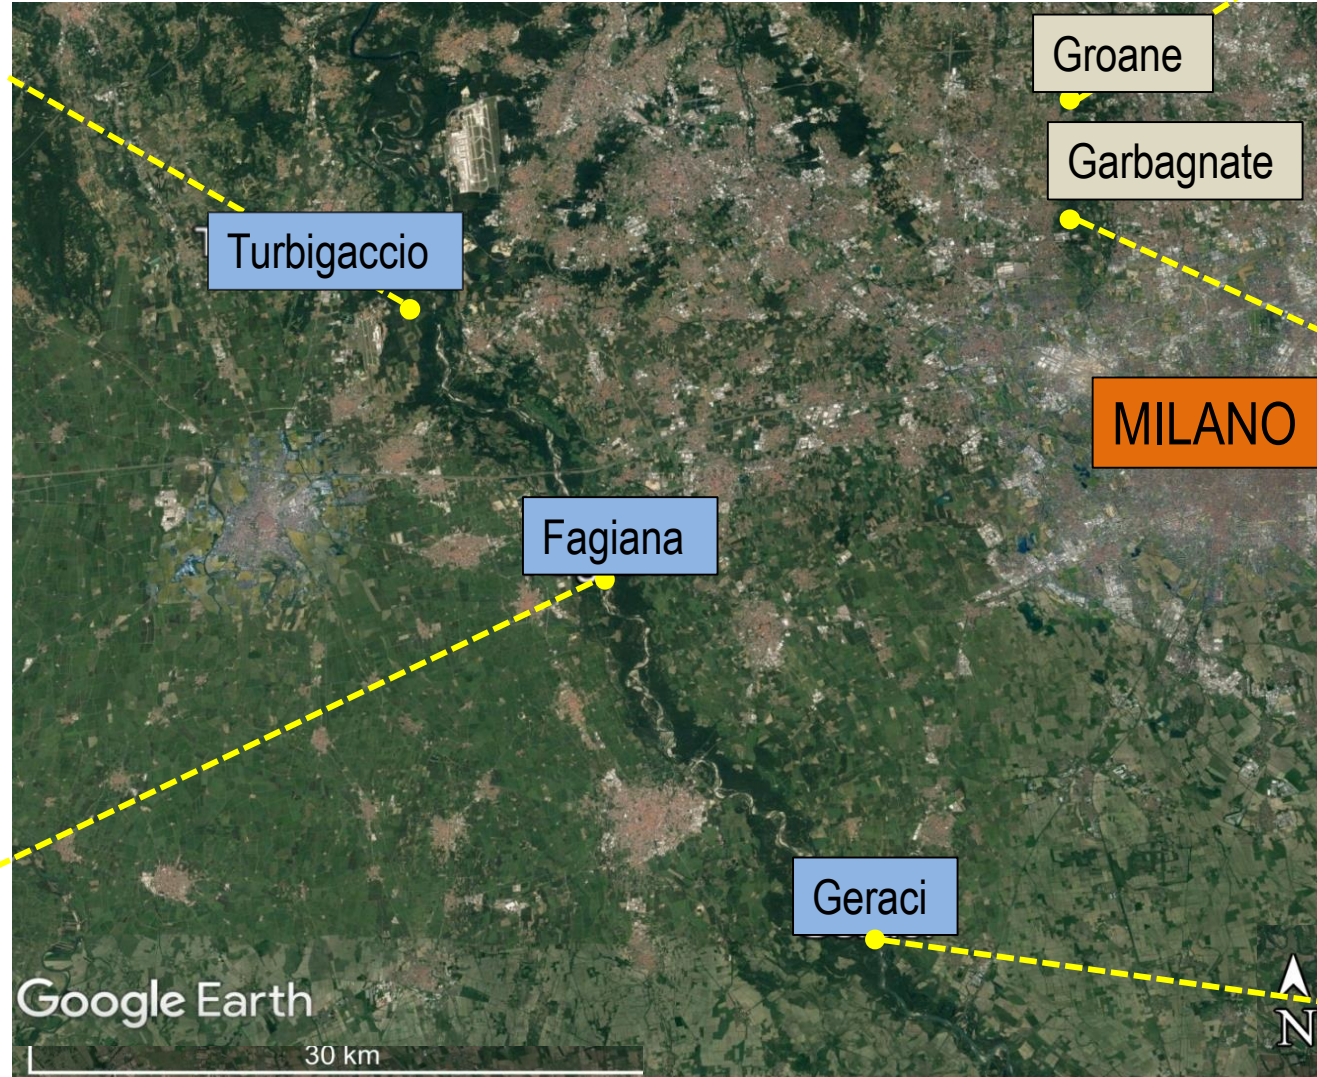 Groane
Garbagnate
Turbigaccio
MILANO
Fagiana
Geraci
Google Earth
30 km
N